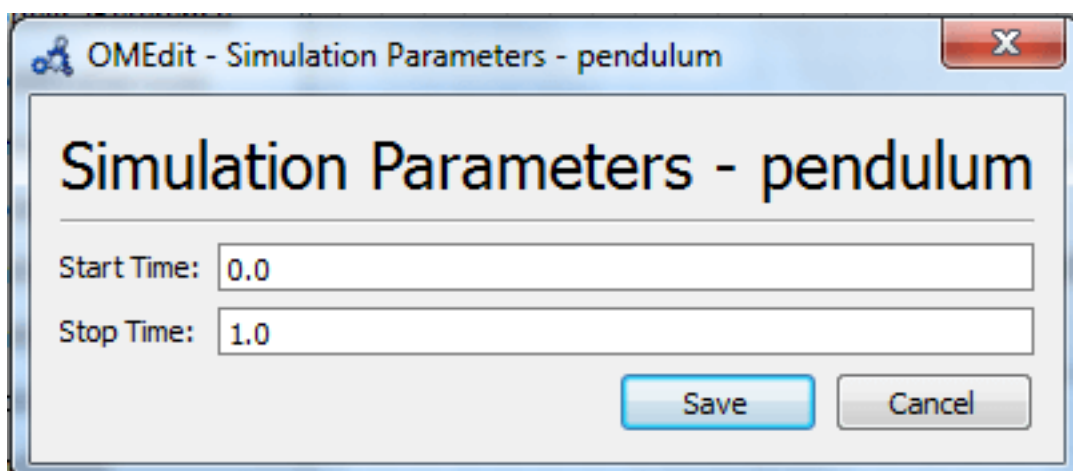 OMEdit - Simulation Parameters - pendulum
Simulation Parameters - pendulum
Start Time: 0.0
Stop Time: 1.0
Save Cancel